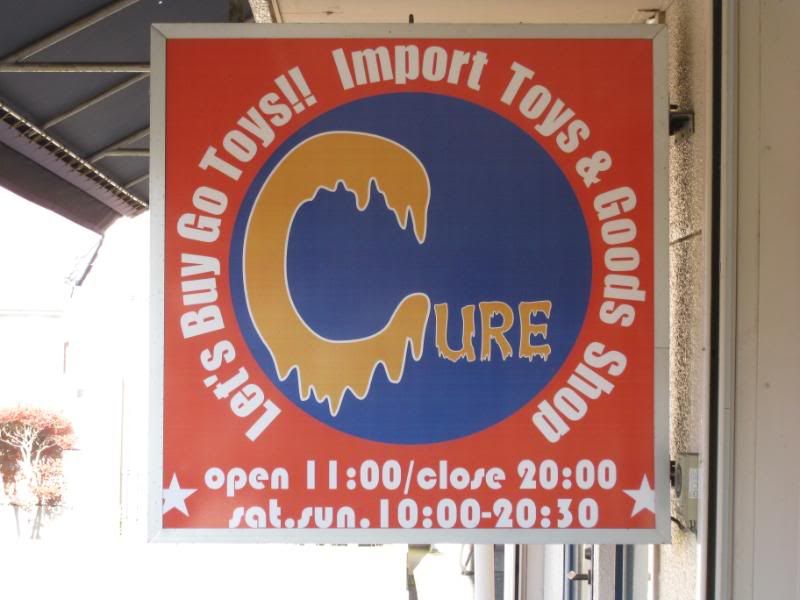 Let's Buy Go Toys!! Import Toys & Goods Shop
CURE
open 11:00/close 20:00
sat.sun.10:00-20:30